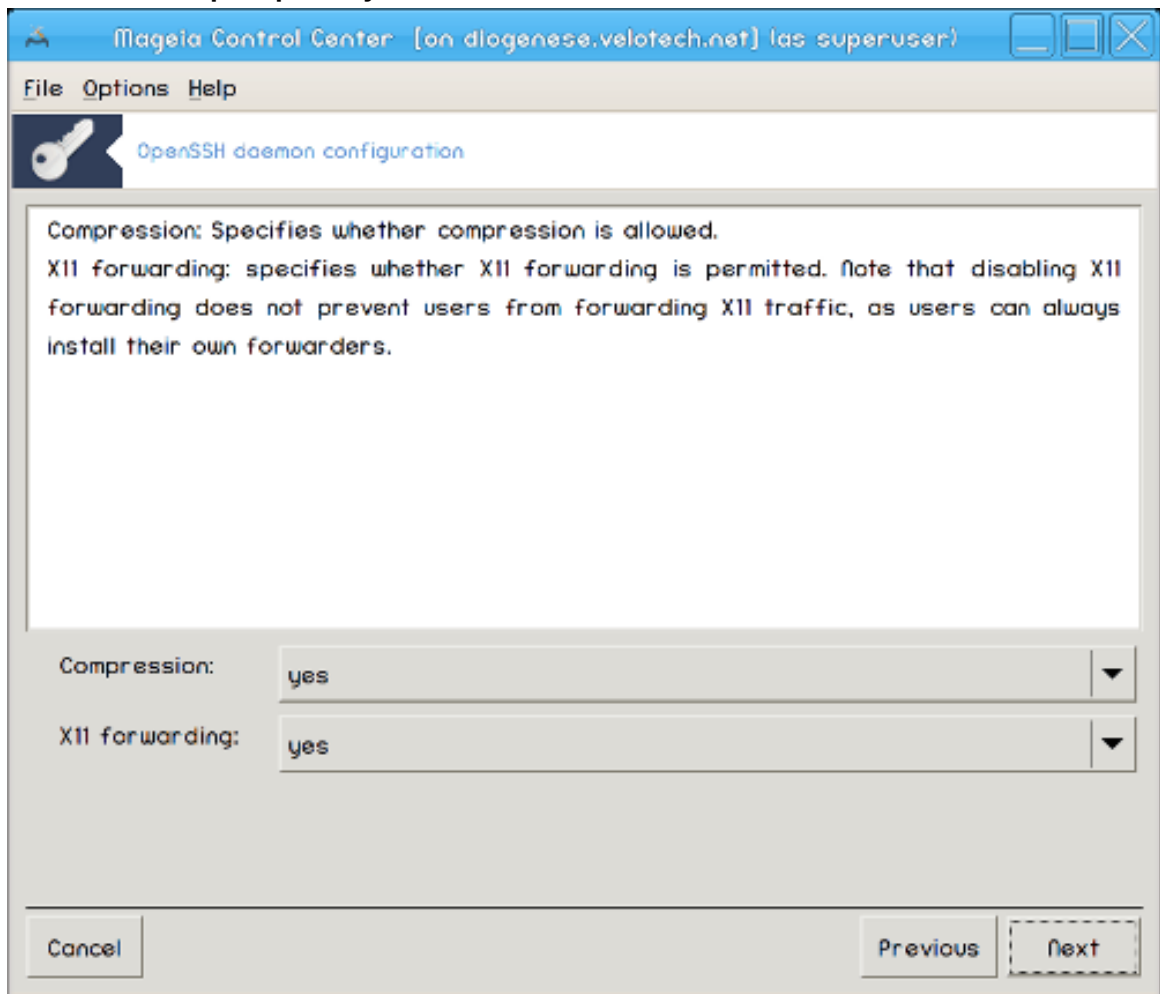 Mageia Control Center [on diogenese.velotech.net] (as superuser)
File Options Help
OpenSSH daemon configuration
Compression: Specifies whether compression is allowed.
X11 forwarding: specifies whether X11 forwarding is permitted. Note that disabling X11
forwarding does not prevent users from forwarding X11 traffic, as users can always
install their own forwarders.
Compression: yes
X11 forwarding: yes
Cancel Previous Next